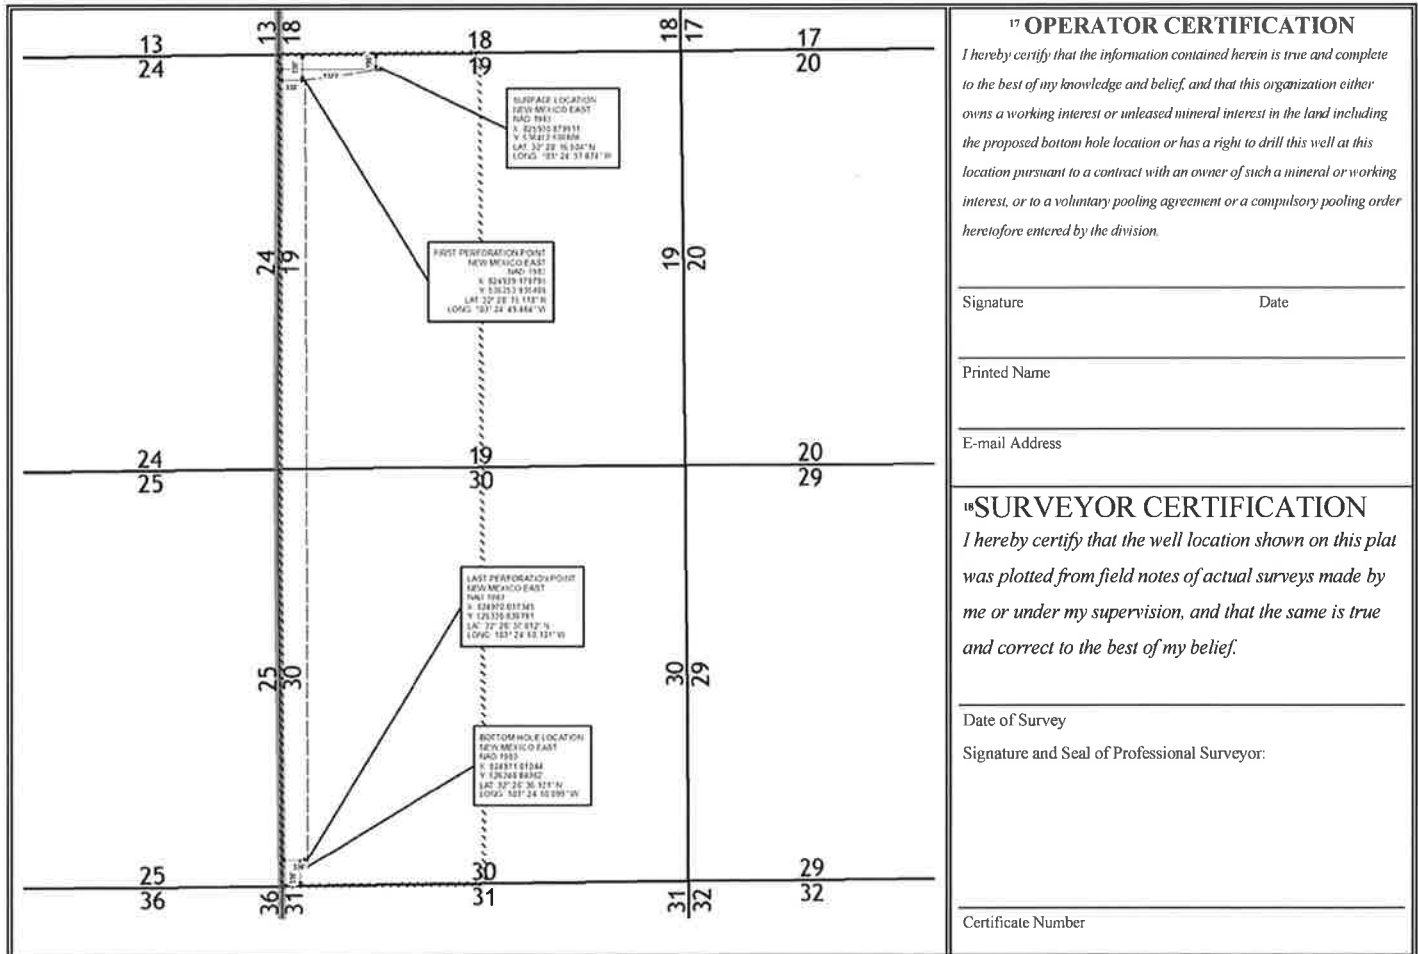 13
18
18
17
13
24
18
19
17
20
SURFACE LOCATION
NEW MEXICO EAST
NAD 1983
FIRST PERFORATION POINT
NEW MEXICO EAST
NAD 1983
24
19
19
20
24
25
19
30
20
29
LAST PERFORATION POINT
NEW MEXICO EAST
NAD 1983
25
30
30
29
BOTTOM HOLE LOCATION
NEW MEXICO EAST
NAD 1983
25
36
36
31
30
31
31
32
29
32
17 OPERATOR CERTIFICATION
I hereby certify that the information contained herein is true and complete
to the best of my knowledge and belief, and that this organization either
owns a working interest or unleased mineral interest in the land including
the proposed bottom hole location or has a right to drill this well at this
location pursuant to a contract with an owner of such a mineral or working
interest, or to a voluntary pooling agreement or a compulsory pooling order
heretofore entered by the division.
Signature Date
Printed Name
E-mail Address
18SURVEYOR CERTIFICATION
I hereby certify that the well location shown on this plat
was plotted from field notes of actual surveys made by
me or under my supervision, and that the same is true
and correct to the best of my belief.
Date of Survey
Signature and Seal of Professional Surveyor:
Certificate Number